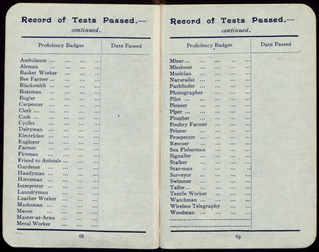 Record of Tests Passed.—
continued.
Proficiency Badges Date Passed
Ambulance ... ... ...
Airman ... ... ...
Basket Worker ... ...
Bee Farmer ... ... ...
Blacksmith ... ... ...
Boatman ... ... ...
Bugler ... ... ...
Carpenter ... ... ...
Clerk ... ... ... ...
Cook ... ... ... ...
Cyclist ... ... ...
Dairyman ... ... ...
Electrician ... ... ...
Engineer ... ... ...
Farmer ... ... ...
Fireman ... ... ...
Friend to Animals ... ...
Gardener ... ... ...
Handyman ... ... ...
Horseman ... ... ...
Interpreter ... ... ...
Laundryman ... ...
Leather Worker ... ...
Marksman ... ... ...
Mason ... ... ...
Master-at-Arms ... ...
Metal Worker ... ...
68
Record of Tests Passed.—
continued.
Proficiency Badges Date Passed
Miner ... ... ... ...
Missioner ... ... ...
Musician ... ... ...
Naturalist ... ... ...
Pathfinder ... ... ...
Photographer ... ...
Pilot ... ... ... ...
Pioneer ... ... ...
Piper ... ... ... ...
Plumber ... ... ...
Poultry Farmer ... ...
Printer ... ... ...
Prospector ... ... ...
Rescuer ... ... ...
Sea Fisherman ... ...
Signaller ... ... ...
Stalker ... ... ...
Star-man ... ... ...
Surveyor ... ... ...
Swimmer ... ... ...
Tailor ... ... ... ...
Textile Worker ... ...
Watchman ... ... ...
Wireless Telegraphy ...
Woodman ... ... ...
69